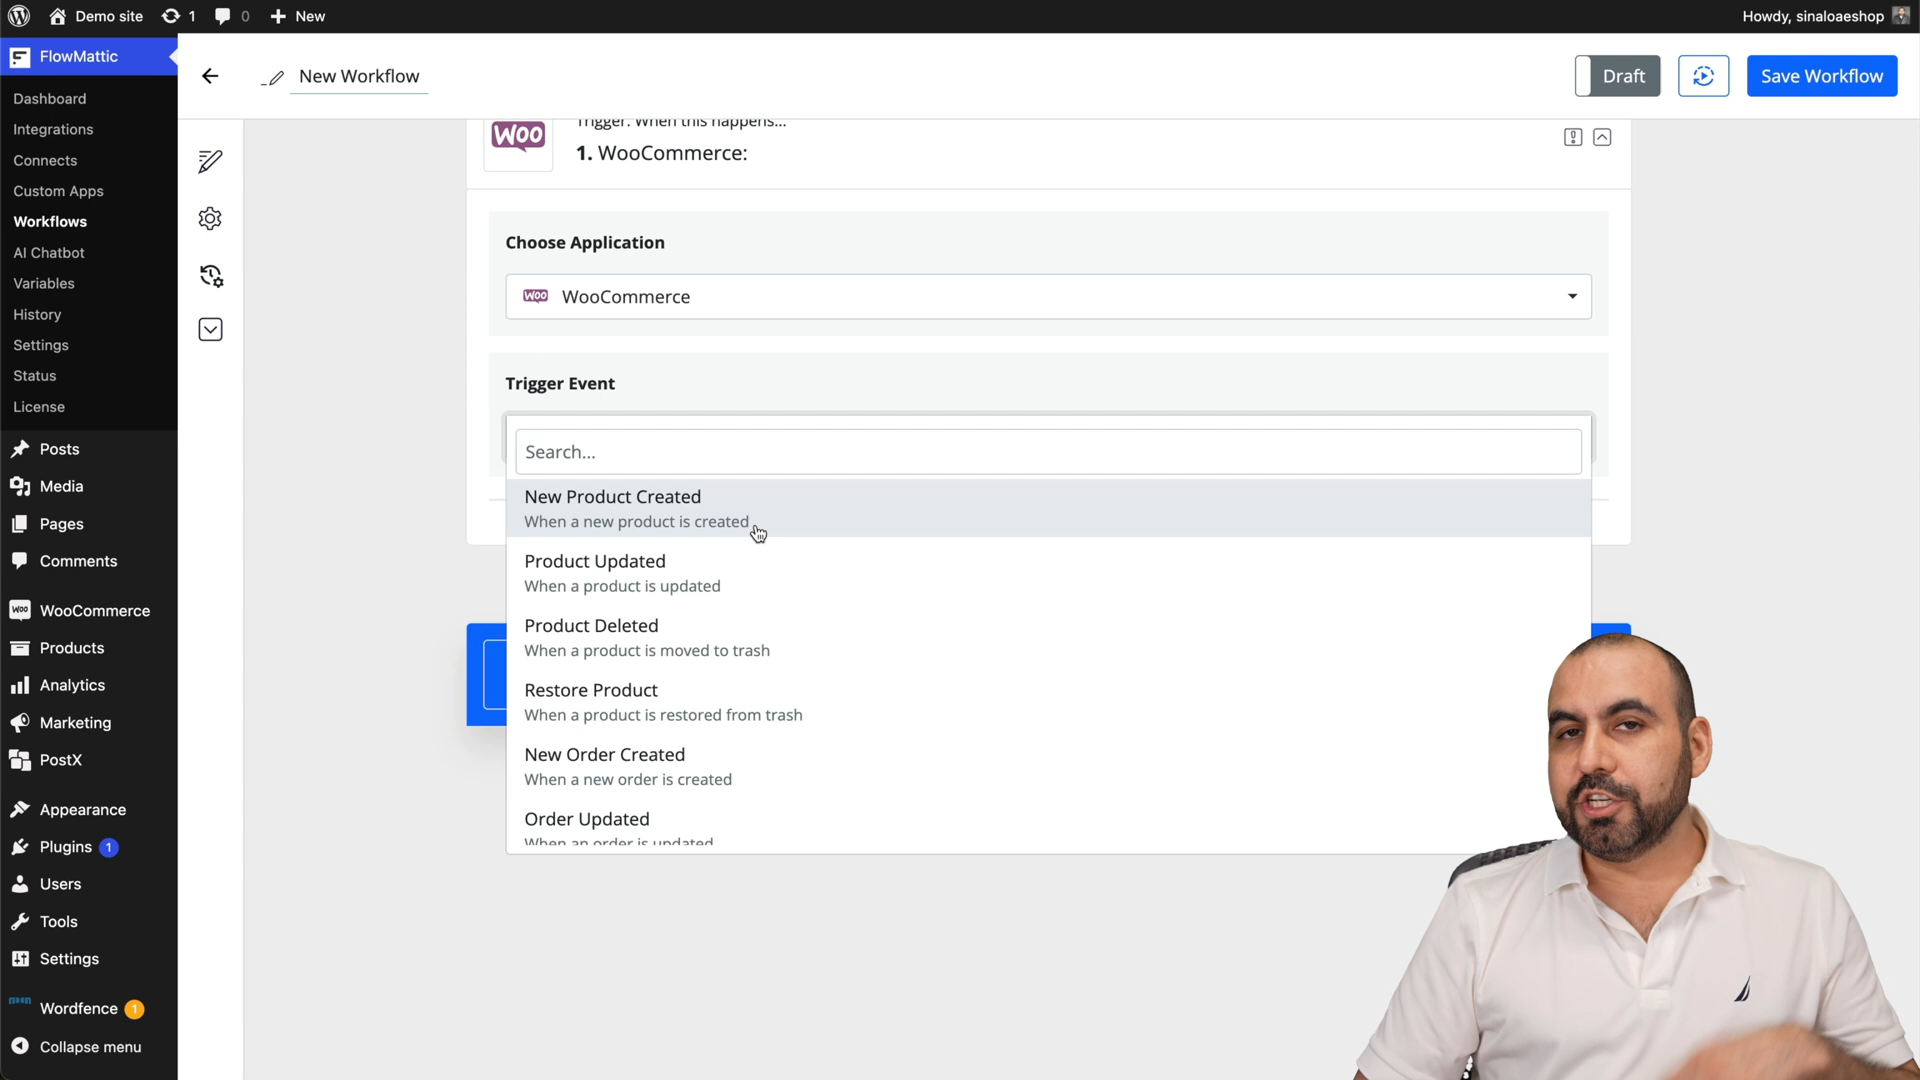 Demo site 1 0 New
Howdy, sinaloaeshop
FlowMattic
Dashboard
Integrations
Connects
Custom Apps
Workflows
AI Chatbot
Variables
History
Settings
Status
License
Posts
Media
Pages
Comments
WOO WooCommerce
Products
Analytics
Marketing
PostX
Appearance
Plugins 1
Users
Tools
Settings
Wordfence 1
Collapse menu
New Workflow
Draft
Save Workflow
WOO
Trigger: When this happens...
1. WooCommerce:
Choose Application
WOO WooCommerce
Trigger Event
Search...
New Product Created
When a new product is created
Product Updated
When a product is updated
Product Deleted
When a product is moved to trash
Restore Product
When a product is restored from trash
New Order Created
When a new order is created
Order Updated
When an order is updated